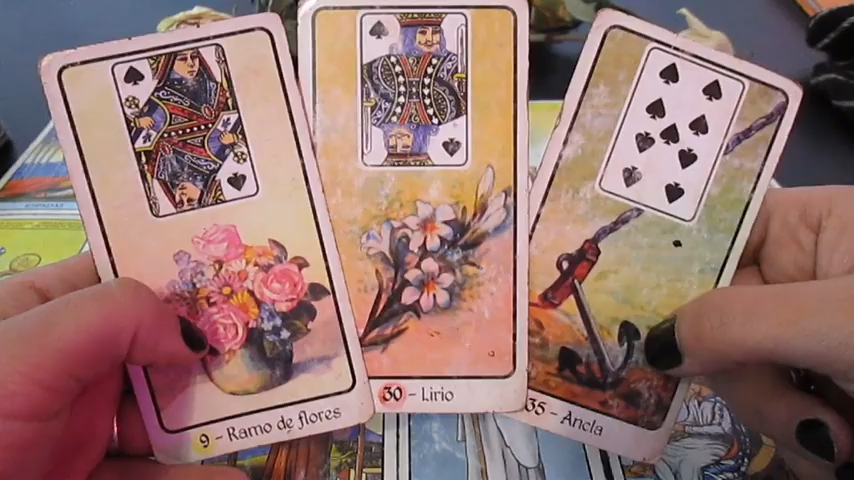 9 - Ramo de flores
30 - Lirio
35 - Ancla